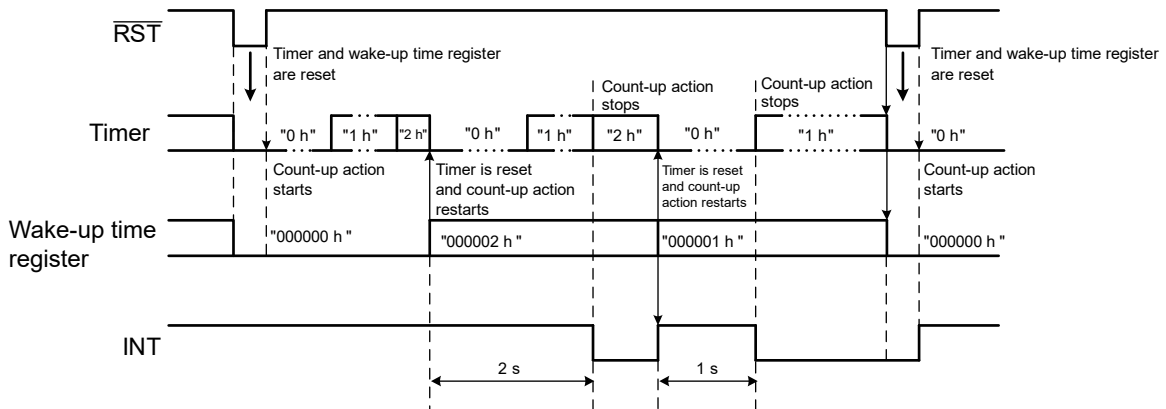 RST
Timer and wake-up time register
are reset
Timer and wake-up time register
are reset
Count-up action
stops
Count-up action
stops
Timer
"0 h"
"1 h"
"2 h"
"0 h"
"1 h"
"2 h"
"0 h"
"1 h"
"0 h"
Count-up action
starts
Timer is reset
and count-up action
restarts
Timer is reset
and count-up
action restarts
Count-up action
starts
Wake-up time
register
"000000 h "
"000002 h "
"000001 h "
"000000 h "
INT
2 s
1 s